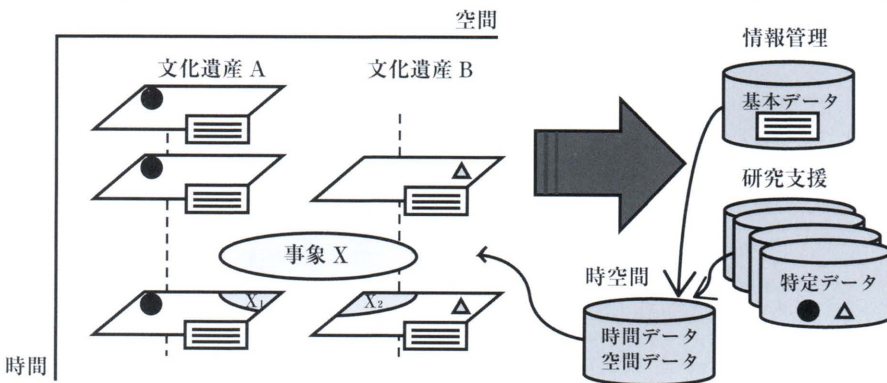 空間
文化遺産 A
文化遺産 B
事象 X
X₁
X₂
時間
情報管理
基本データ
研究支援
特定データ
時空間
時間データ
空間データ